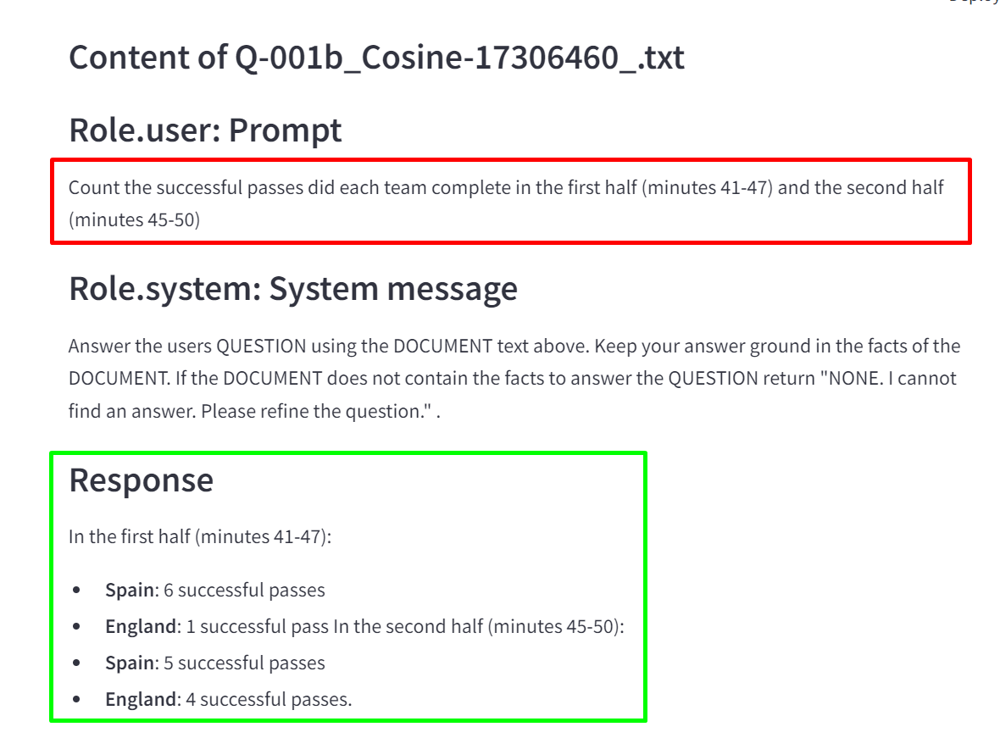 Content of Q-001b_Cosine-17306460_.txt
Role.user: Prompt
Count the successful passes did each team complete in the first half (minutes 41-47) and the second half
(minutes 45-50)
Role.system: System message
Answer the users QUESTION using the DOCUMENT text above. Keep your answer ground in the facts of the
DOCUMENT. If the DOCUMENT does not contain the facts to answer the QUESTION return "NONE. I cannot
find an answer. Please refine the question." .
Response
In the first half (minutes 41-47):
• Spain: 6 successful passes
• England: 1 successful pass In the second half (minutes 45-50):
• Spain: 5 successful passes
• England: 4 successful passes.